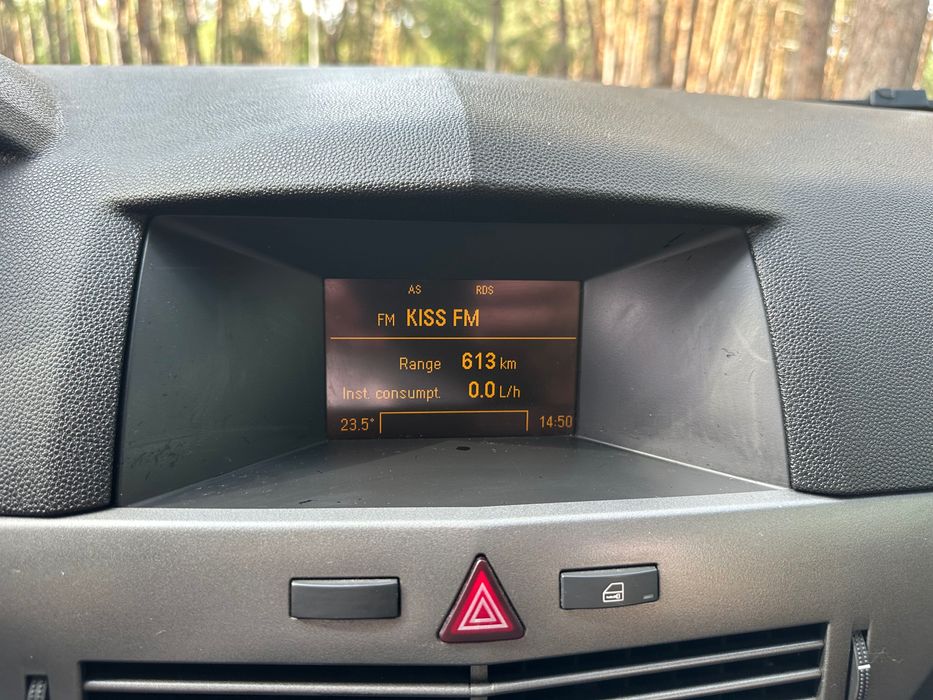 AS RDS
FM KISS FM
Range 613 km
Inst. consumpt. 0.0 L/h
23.5° 14:50